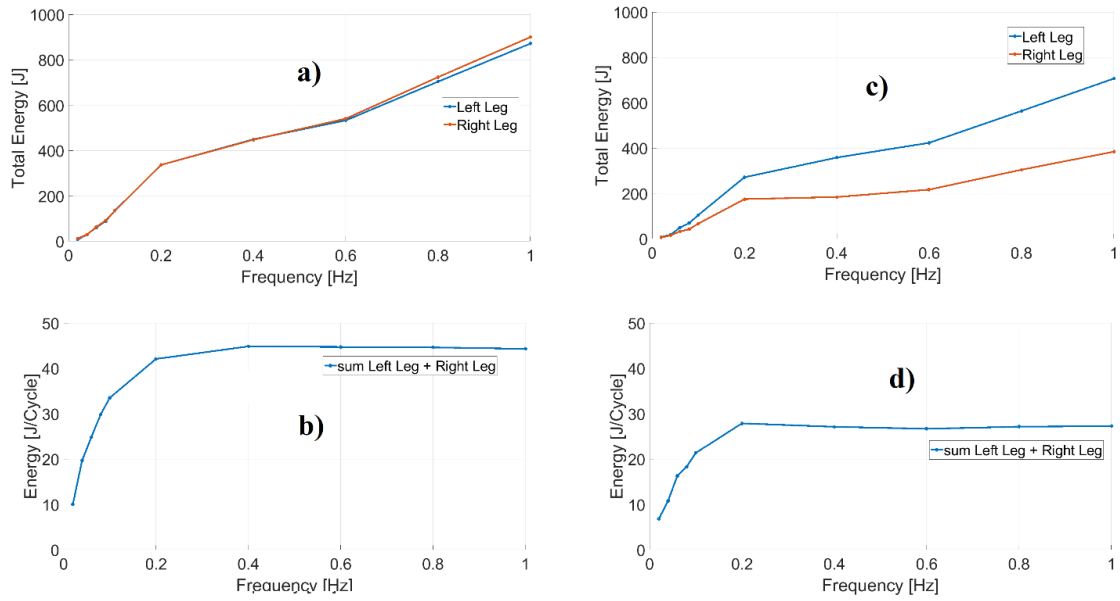 1000
800
600
400
200
0
Total Energy [J]
a)
Left Leg
Right Leg
0.2
0.4
0.6
0.8
1
Frequency [Hz]
1000
800
600
400
200
0
Total Energy [J]
c)
Left Leg
Right Leg
0
0.2
0.4
0.6
0.8
1
Frequency [Hz]
50
40
30
20
10
0
Energy [J/Cycle]
sum Left Leg + Right Leg
b)
0
0.2
0.4
0.6
0.8
1
Frequency [Hz]
50
40
30
20
10
0
Energy [J/Cycle]
d)
sum Left Leg + Right Leg
0
0.2
0.4
0.6
0.8
1
Frequency [Hz]